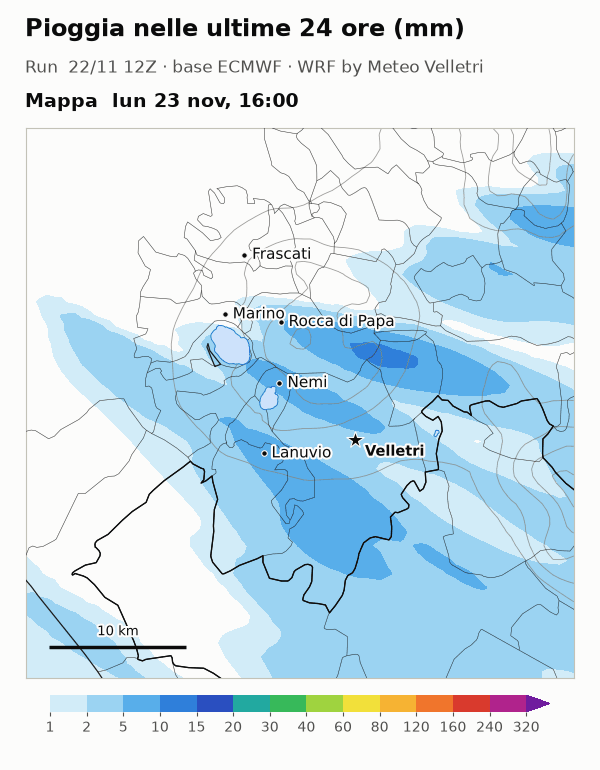 Pioggia nelle ultime 24 ore (mm)
Run  22/11 12Z · base ECMWF · WRF by Meteo Velletri
Mappa  lun 23 nov, 16:00
Frascati
Marino
Rocca di Papa
Nemi
Velletri
Lanuvio
10 km
1 2 5 10 15 20 30 40 60 80 120 160 240 320